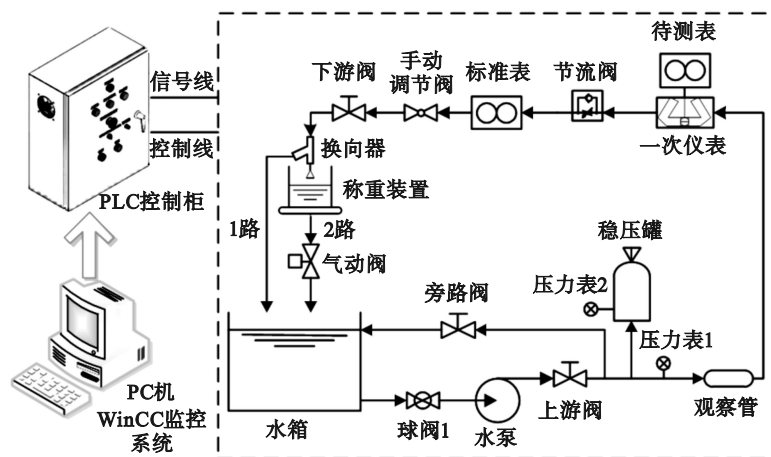 待测表
手动
调节阀
下游阀
标准表
节流阀
信号线
一次仪表
控制线
换向器
PLC控制柜
称重装置
1路
2路
稳压罐
气动阀
压力表2
旁路阀
压力表1
PC机
WinCC监控
系统
水箱
球阀1
水泵
上游阀
观察管